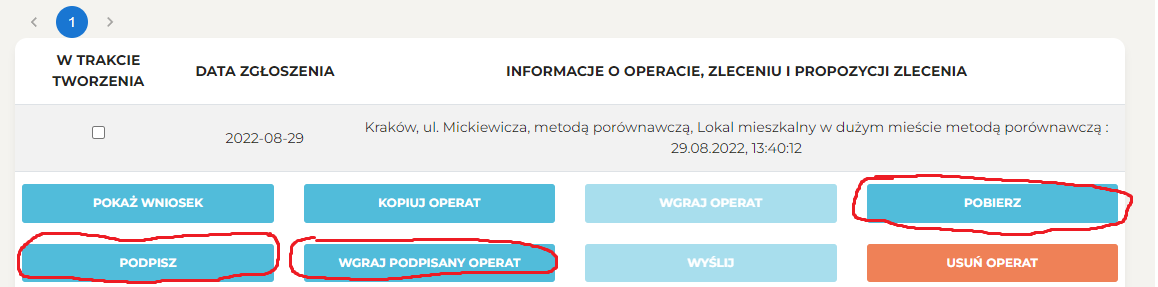 1
W TRAKCIE TWORZENIA DATA ZGŁOSZENIA INFORMACJE O OPERACIE, ZLECENIU I PROPOZYCJI ZLECENIA
2022-08-29 Kraków, ul. Mickiewicza, metodą porównawczą, Lokal mieszkalny w dużym mieście metodą porównawczą :
29.08.2022, 13:40:12
POKAŻ WNIOSEK KOPIUJ OPERAT WGRAJ OPERAT POBIERZ
PODPISZ WGRAJ PODPISANY OPERAT WYŚLIJ USUŃ OPERAT